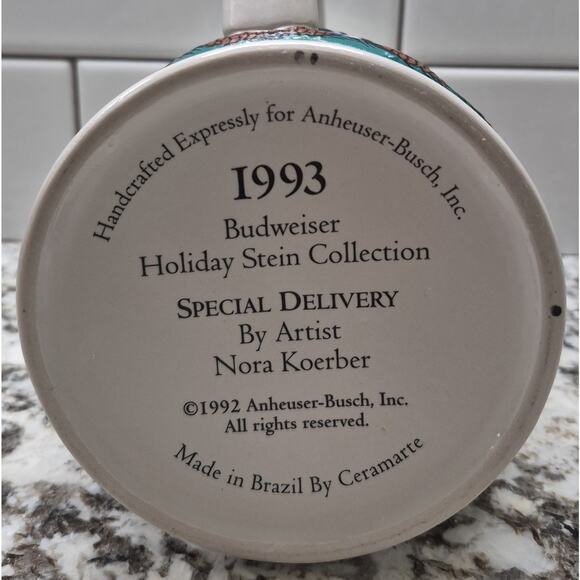 Handcrafted Expressly for Anheuser-Busch, Inc.
1993
Budweiser
Holiday Stein Collection
SPECIAL DELIVERY
By Artist
Nora Koerber
©1992 Anheuser-Busch, Inc.
All rights reserved.
Made in Brazil By Ceramarte